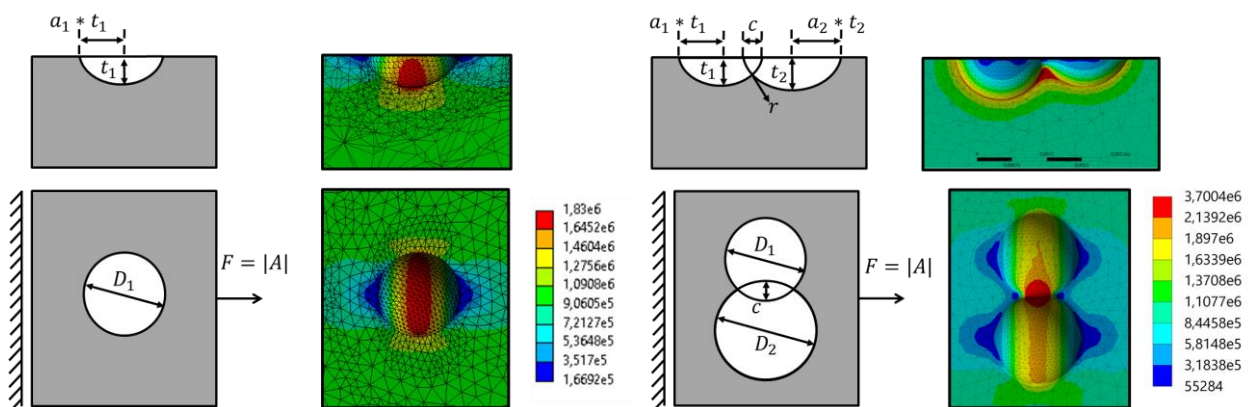 a₁ * t₁
t₁
D₁
F = |A|
1,83e6
1,6452e6
1,4604e6
1,2756e6
1,0908e6
9,0605e5
7,2127e5
5,3648e5
3,517e5
1,6692e5
a₁ * t₁
c
a₂ * t₂
t₁
t₂
r
D₁
c
D₂
F = |A|
3,7004e6
2,1392e6
1,897e6
1,6339e6
1,3708e6
1,1077e6
8,4458e5
5,8148e5
3,1838e5
55284